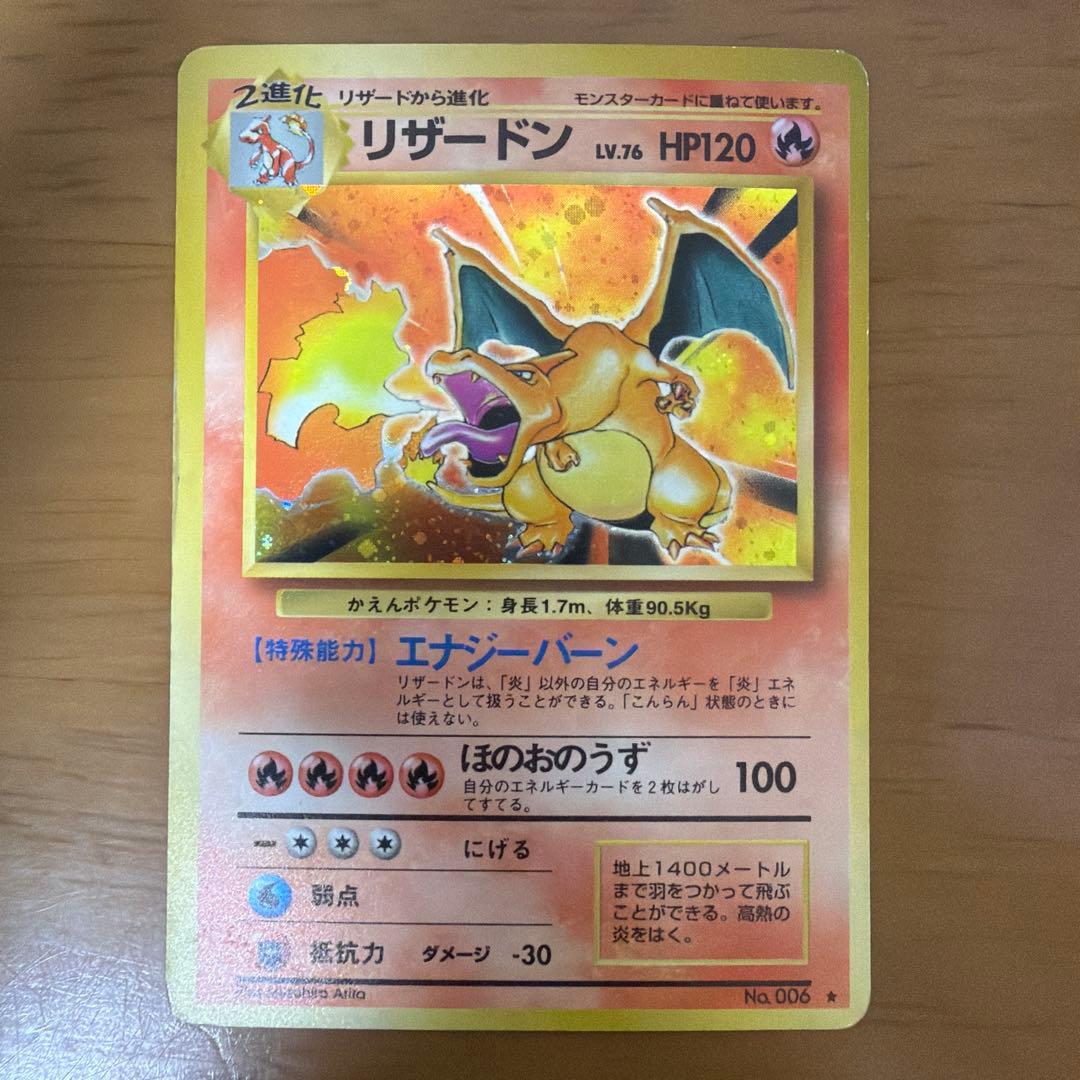 2進化 リザードから進化 モンスターカードに重ねて使います。
リザードン LV.76 HP120
かえんポケモン：身長1.7m、体重90.5Kg
【特殊能力】エナジーバーン
リザードンは、「炎」以外の自分のエネルギーを「炎」エネ
ルギーとして扱うことができる。「こんらん」状態のときに
は使えない。
ほのおのうず 100
自分のエネルギーカードを2枚はがし
てすてる。
にげる
弱点
抵抗力 ダメージ -30
地上1400メートル
まで羽をつかって飛ぶ
ことができる。高熱の
炎をはく。
Arita
No. 006 ★